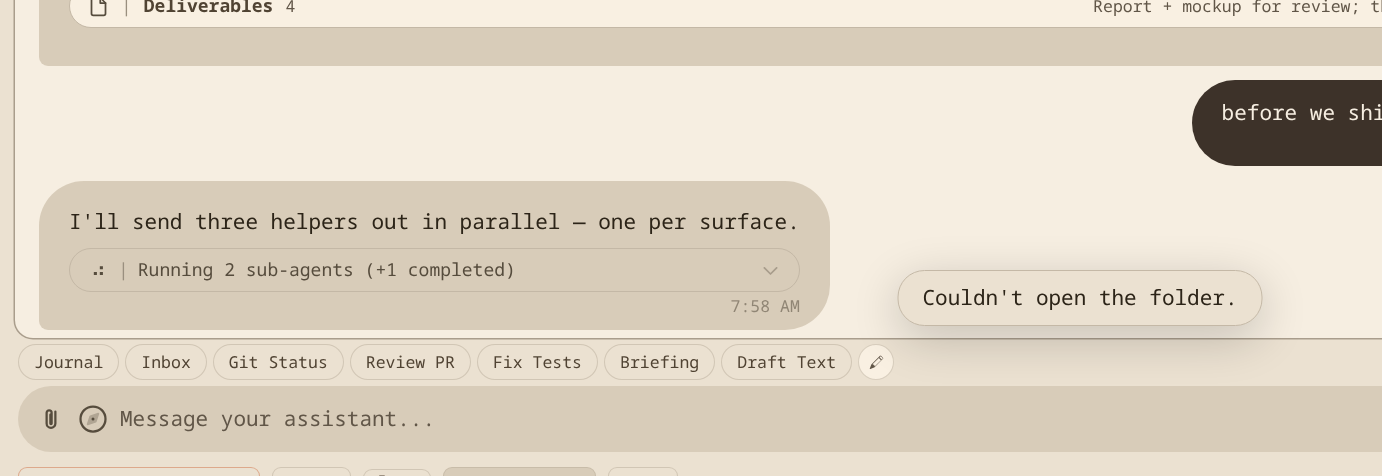 Deliverables 4
Report + mockup for review;
before we
I'll send three helpers out in parallel — one per surface.
Running 2 sub-agents (+1 completed)
7:58 AM
Couldn't open the folder.
Journal
Inbox
Git Status
Review PR
Fix Tests
Briefing
Draft Text
Message your assistant...